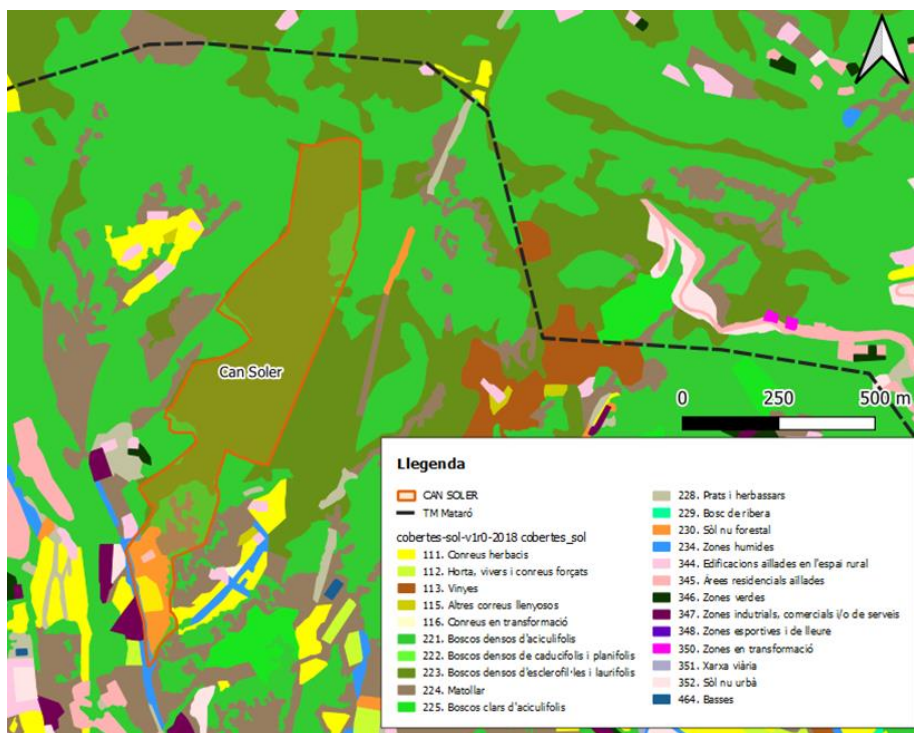 Can Soler
0 250 500 m
Llegenda
CAN SOLER
TM Mataró
cobertes-sol-v1r0-2018 cobertes_sol
111. Conreus herbacis
112. Horta, vivers i conreus forçats
113. Vinyes
115. Altres conreus llenyosos
116. Conreus en transformació
221. Boscos densos d'aciculifolis
222. Boscos densos de caducifolis i planifolis
223. Boscos densos d'esclerofil·les i laurifolis
224. Matollar
225. Boscos clars d'aciculifolis
228. Prats i herbassars
229. Bosc de ribera
230. Sòl nu forestal
234. Zones humides
344. Edificacions aïllades en l'espai rural
345. Àrees residencials aïllades
346. Zones verdes
347. Zones indutrials, comercials i/o de serveis
348. Zones esportives i de lleure
350. Zones en transformació
351. Xarxa viària
352. Sòl nu urbà
464. Basses